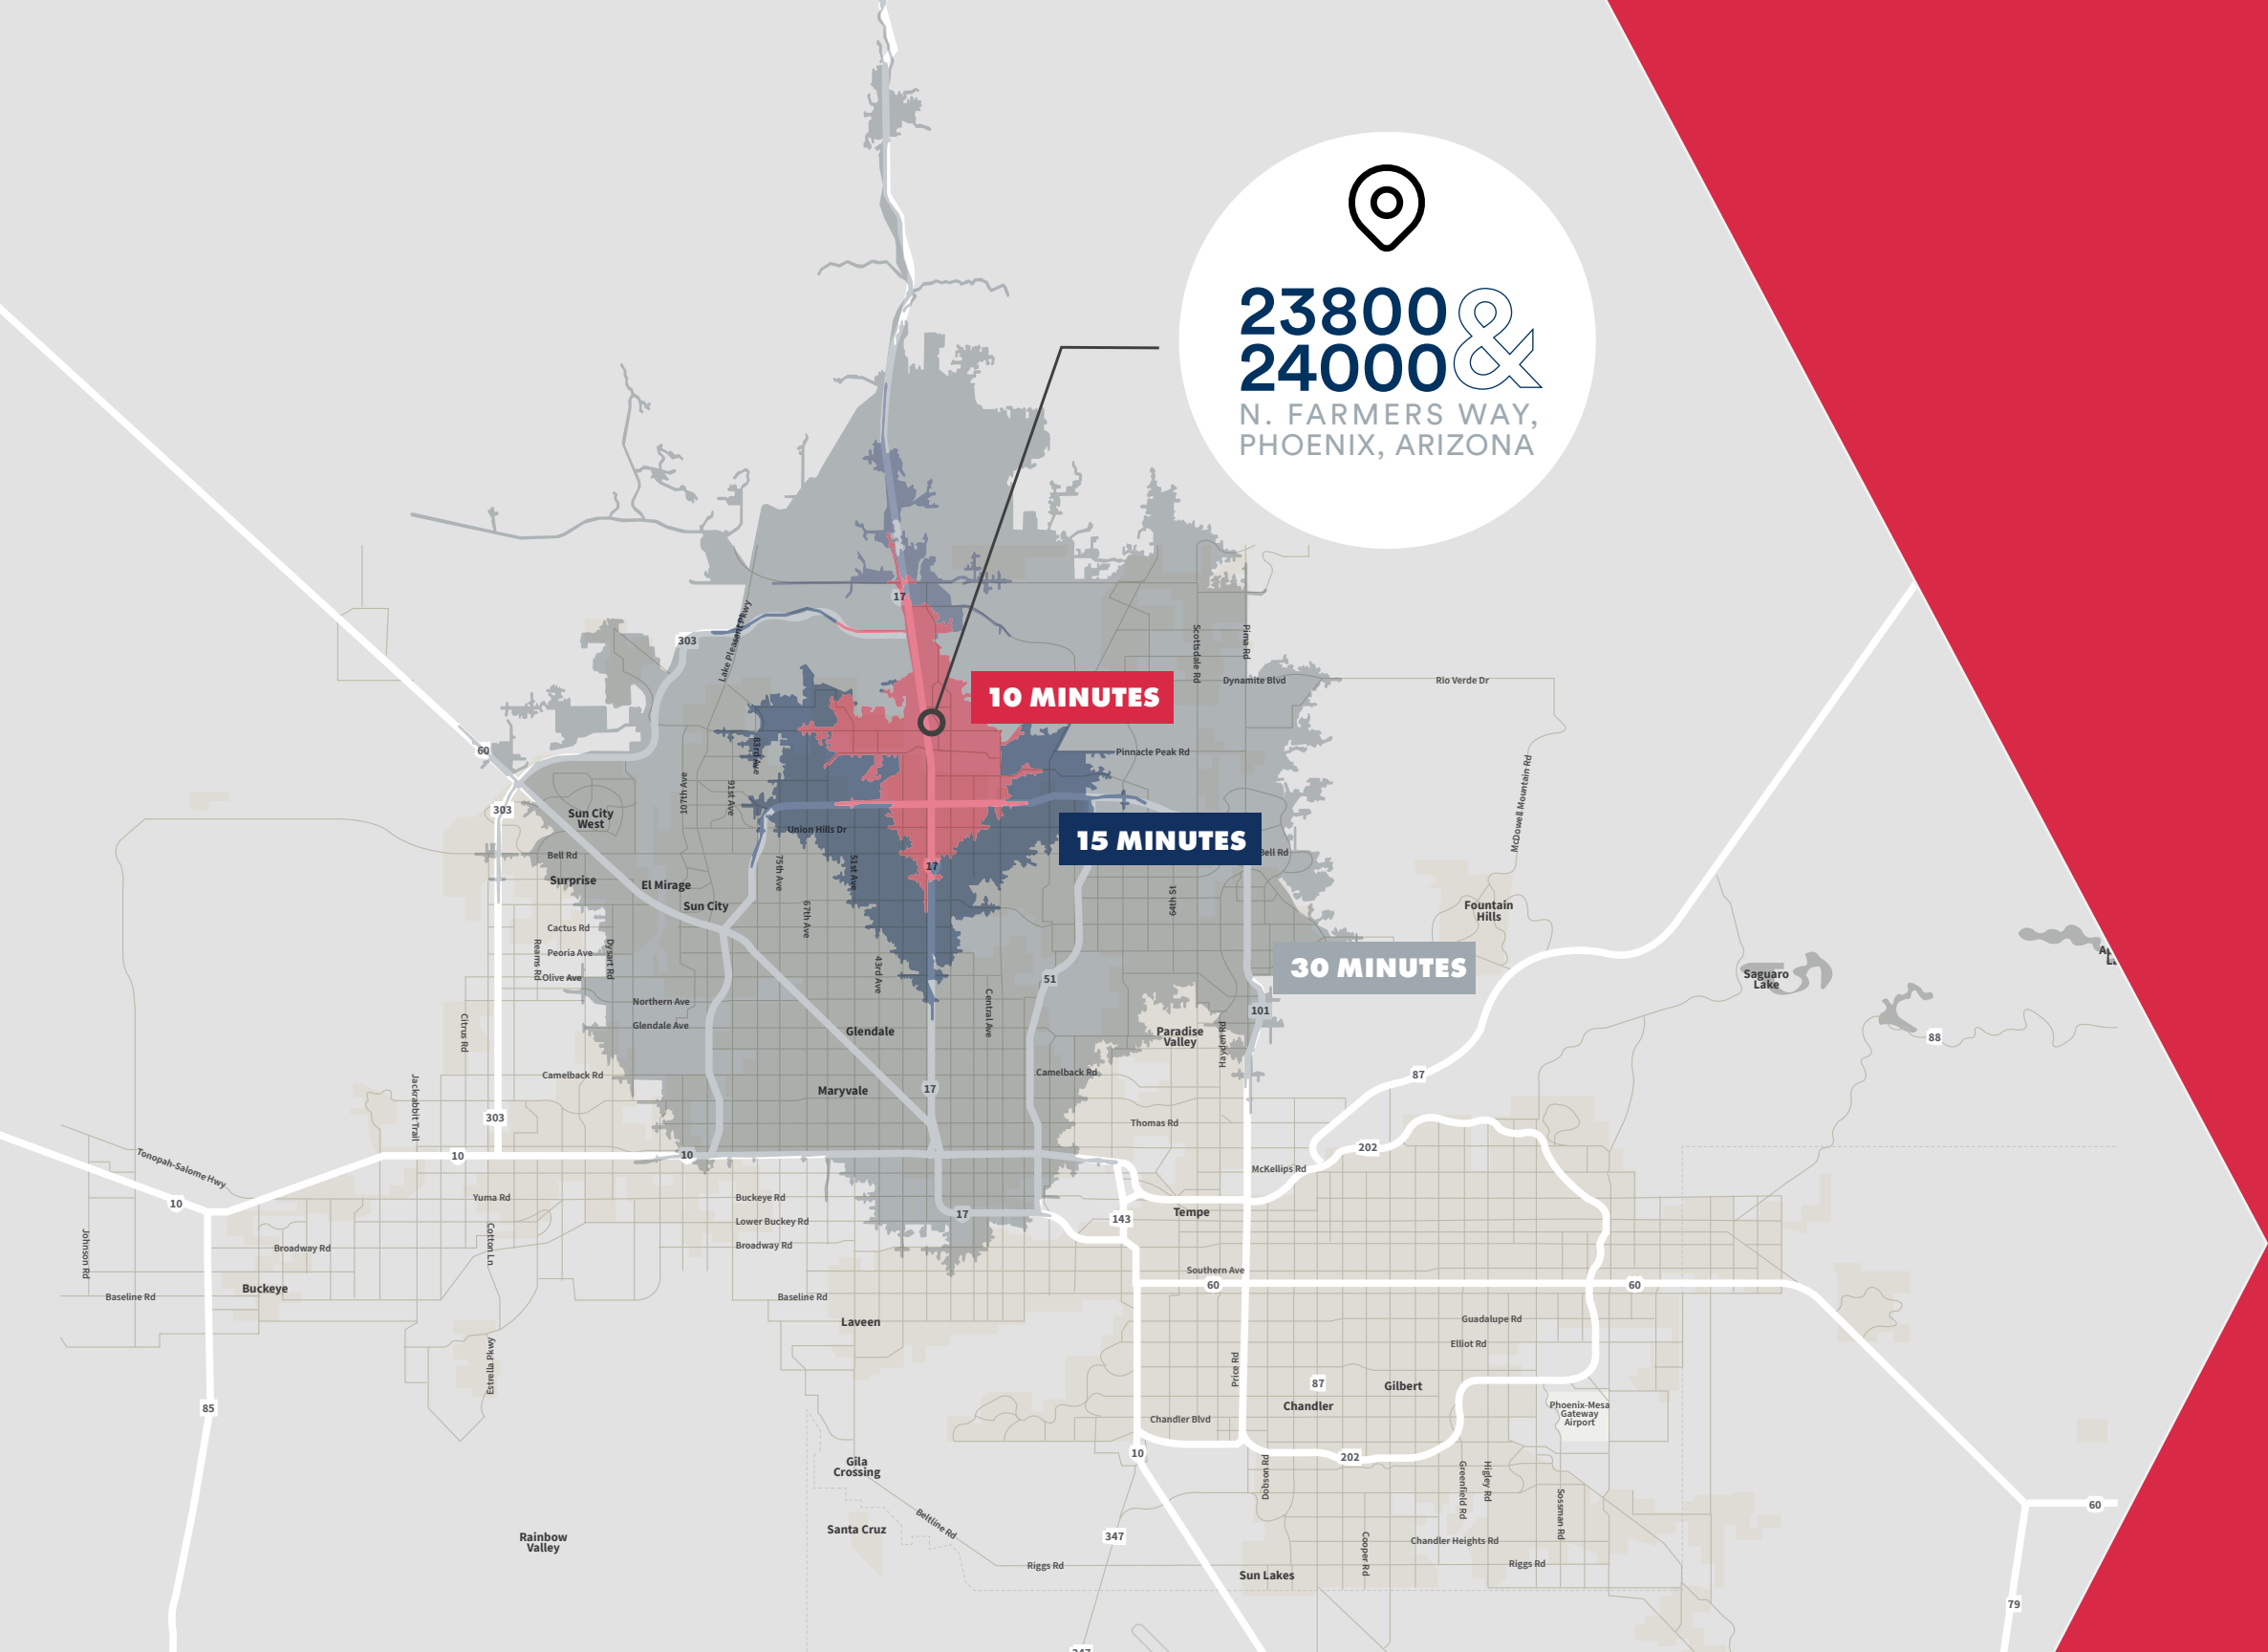 23800 &
24000
N. FARMERS WAY,
PHOENIX, ARIZONA
17
303
Lake Pleasant Pkwy
Scottsdale Rd
Pima Rd
10 MINUTES
Dynamite Blvd
Rio Verde Dr
60
83rd Ave
Pinnacle Peak Rd
107th Ave
91st Ave
McDowell Mountain Rd
303
Sun City
West
Union Hills Dr
15 MINUTES
Bell Rd
Bell Rd
17
75th Ave
51st Ave
Surprise
El Mirage
Sun City
64th St
67th Ave
Fountain
Hills
Cactus Rd
Reams Rd
Peoria Ave
Dysart Rd
Olive Ave
43rd Ave
51
30 MINUTES
Saguaro
Lake
Northern Ave
Central Ave
101
Glendale Ave
Glendale
Citrus Rd
Paradise
Valley
Hayden Rd
88
Camelback Rd
Camelback Rd
87
Jackrabbit Trail
Maryvale
17
303
Thomas Rd
202
Tonopah-Salome Hwy
10
10
McKellips Rd
10
Yuma Rd
Buckeye Rd
17
143
Tempe
Lower Buckey Rd
Johnson Rd
Broadway Rd
Cotton Ln
Broadway Rd
Southern Ave
60
60
Buckeye
Baseline Rd
Baseline Rd
Laveen
Guadalupe Rd
Elliot Rd
Estrella Pkwy
Price Rd
87
Gilbert
85
Chandler
Phoenix-Mesa
Gateway
Airport
Chandler Blvd
10
202
Gila
Crossing
Dobson Rd
Greenfield Rd
Higley Rd
Sossman Rd
60
Beltline Rd
Santa Cruz
Rainbow
Valley
347
Cooper Rd
Chandler Heights Rd
Riggs Rd
Riggs Rd
Sun Lakes
79